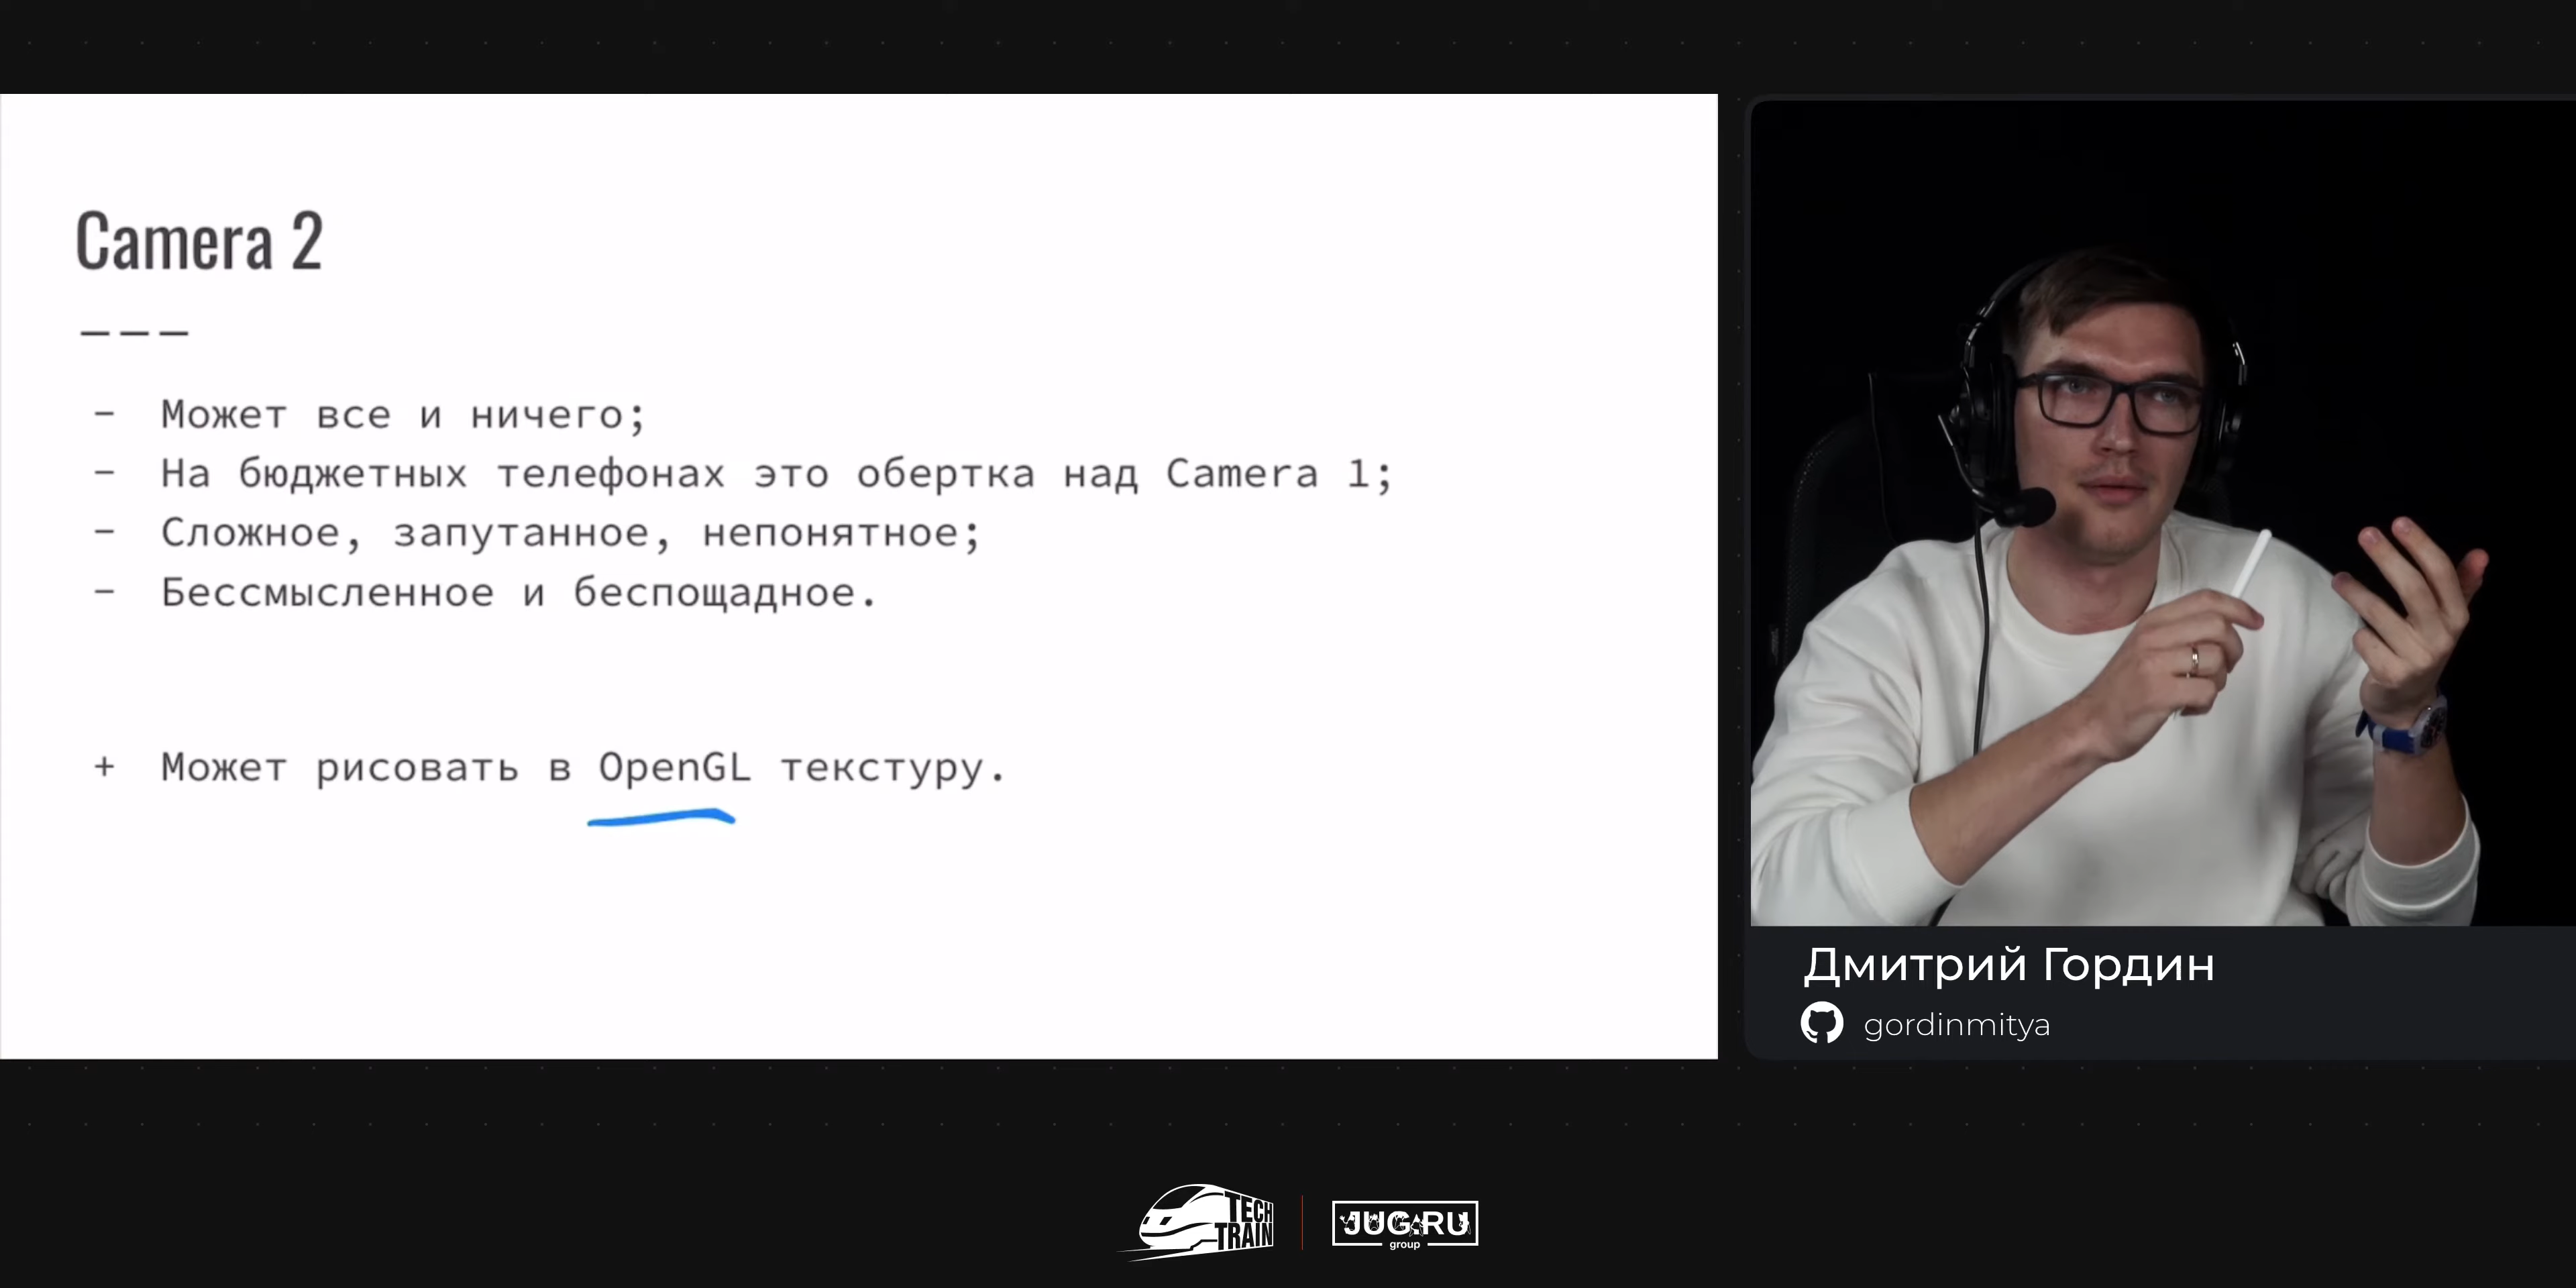 Camera 2
---
- Может все и ничего;
- На бюджетных телефонах это обертка над Camera 1;
- Сложное, запутанное, непонятное;
- Бессмысленное и беспощадное.
+ Может рисовать в OpenGL текстуру.
Дмитрий Гордин
gordinmitya
TECH
TRAIN
JUG.RU
group